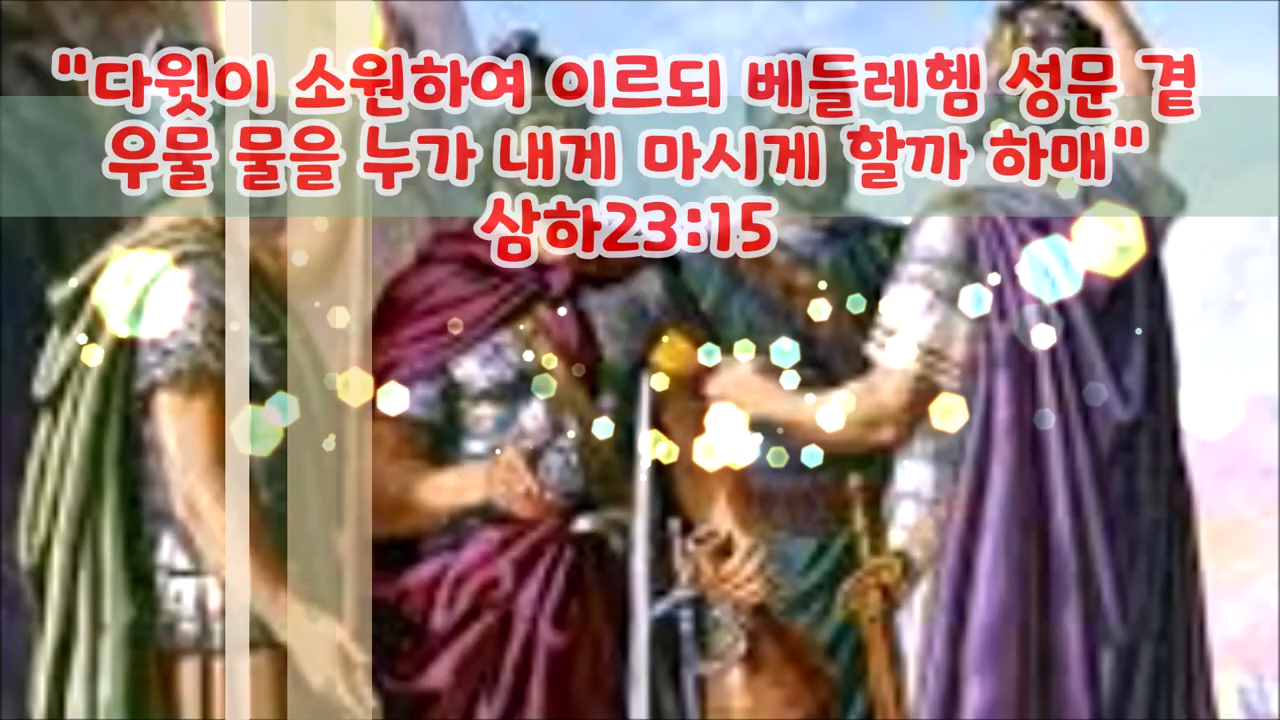 "다윗이 소원하여 이르되 베들레헴 성문 곁
우물 물을 누가 내게 마시게 할까 하매"
삼하23:15